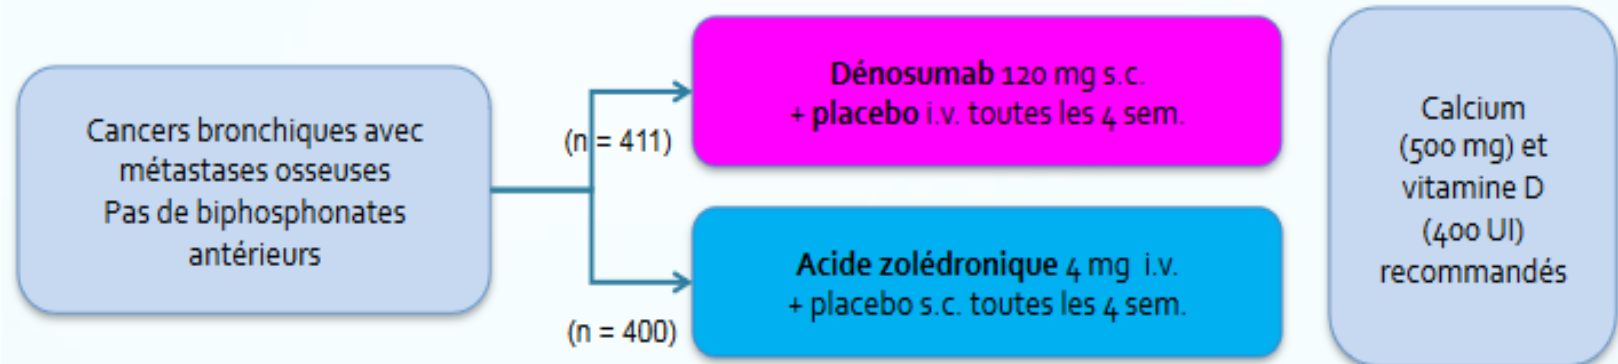 Cancers bronchiques avec
métastases osseuses
Pas de biphosphonates
antérieurs
(n = 411)
(n = 400)
Dénosumab 120 mg s.c.
+ placebo i.v. toutes les 4 sem.
Acide zolédronique 4 mg i.v.
+ placebo s.c. toutes les 4 sem.
Calcium
(500 mg) et
vitamine D
(400 UI)
recommandés